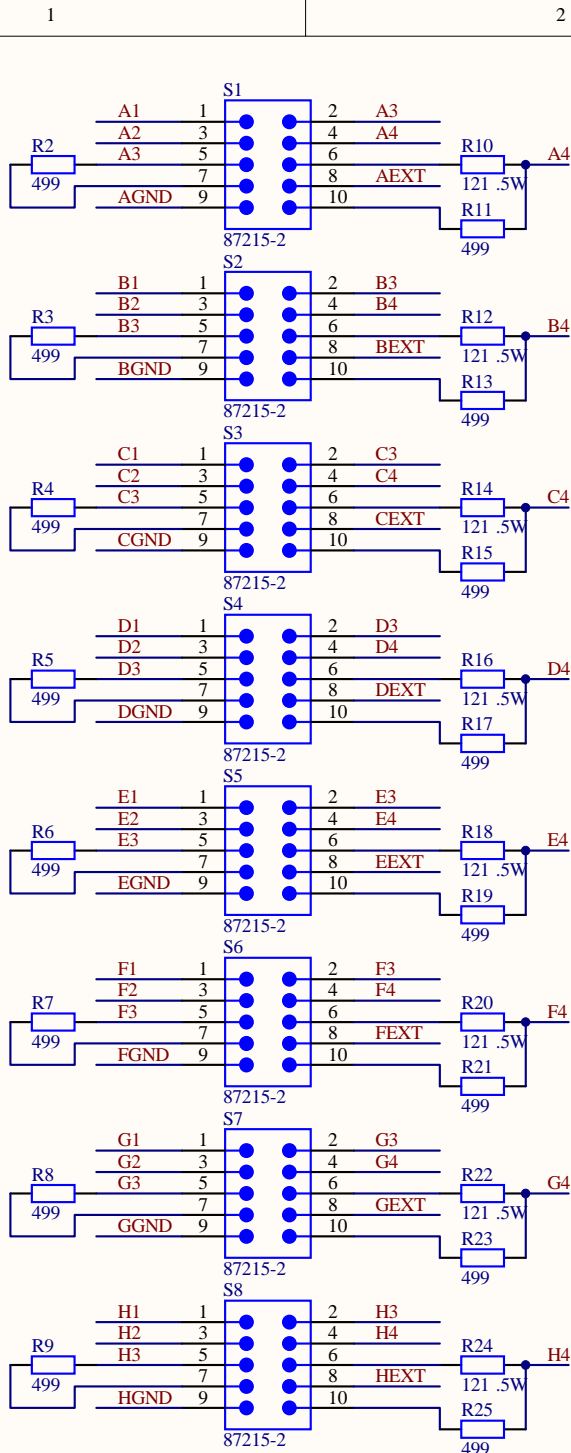 1 2
S1
A1 1 2 A3
A2 3 4 A4
R2 A3 5 6 R10 A4
499 7 8 AEXT 121 .5W
AGND 9 10 R11
499
87215-2
S2
B1 1 2 B3
B2 3 4 B4
R3 B3 5 6 R12 B4
499 7 8 BEXT 121 .5W
BGND 9 10 R13
499
87215-2
S3
C1 1 2 C3
C2 3 4 C4
R4 C3 5 6 R14 C4
499 7 8 CEXT 121 .5W
CGND 9 10 R15
499
87215-2
S4
D1 1 2 D3
D2 3 4 D4
R5 D3 5 6 R16 D4
499 7 8 DEXT 121 .5W
DGND 9 10 R17
499
87215-2
S5
E1 1 2 E3
E2 3 4 E4
R6 E3 5 6 R18 E4
499 7 8 EEXT 121 .5W
EGND 9 10 R19
499
87215-2
S6
F1 1 2 F3
F2 3 4 F4
R7 F3 5 6 R20 F4
499 7 8 FEXT 121 .5W
FGND 9 10 R21
499
87215-2
S7
G1 1 2 G3
G2 3 4 G4
R8 G3 5 6 R22 G4
499 7 8 GEXT 121 .5W
GGND 9 10 R23
499
87215-2
S8
H1 1 2 H3
H2 3 4 H4
R9 H3 5 6 R24 H4
499 7 8 HEXT 121 .5W
HGND 9 10 R25
499
87215-2